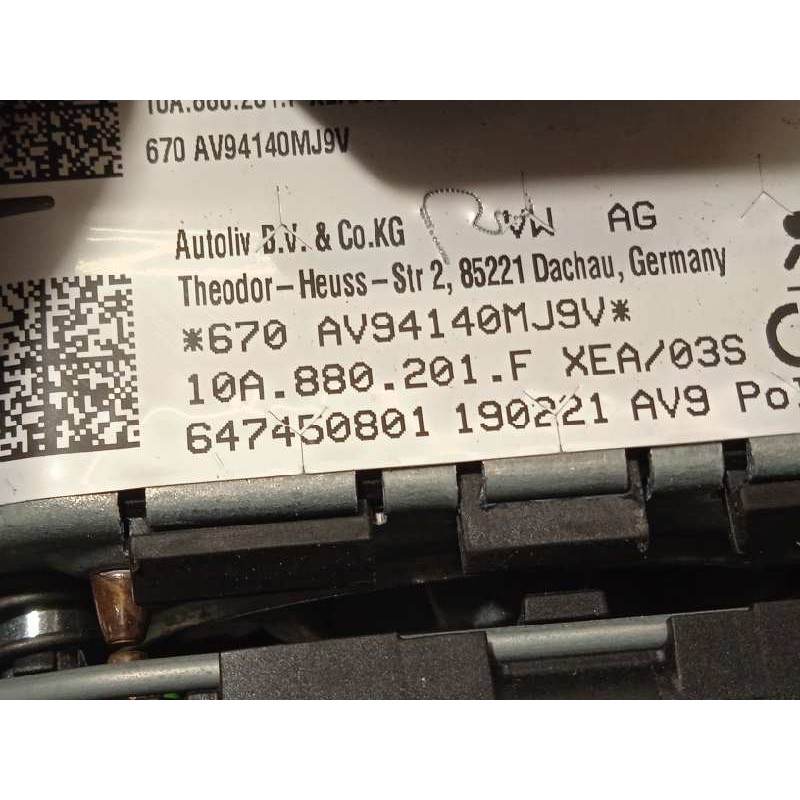 670 AV94140MJ9V
VW AG
Autoliv B.V. & Co.KG
Theodor-Heuss-Str 2, 85221 Dachau, Germany
*670 AV94140MJ9V*
10A.880.201.F XEA/03S
647450801 190221 AV9 Po